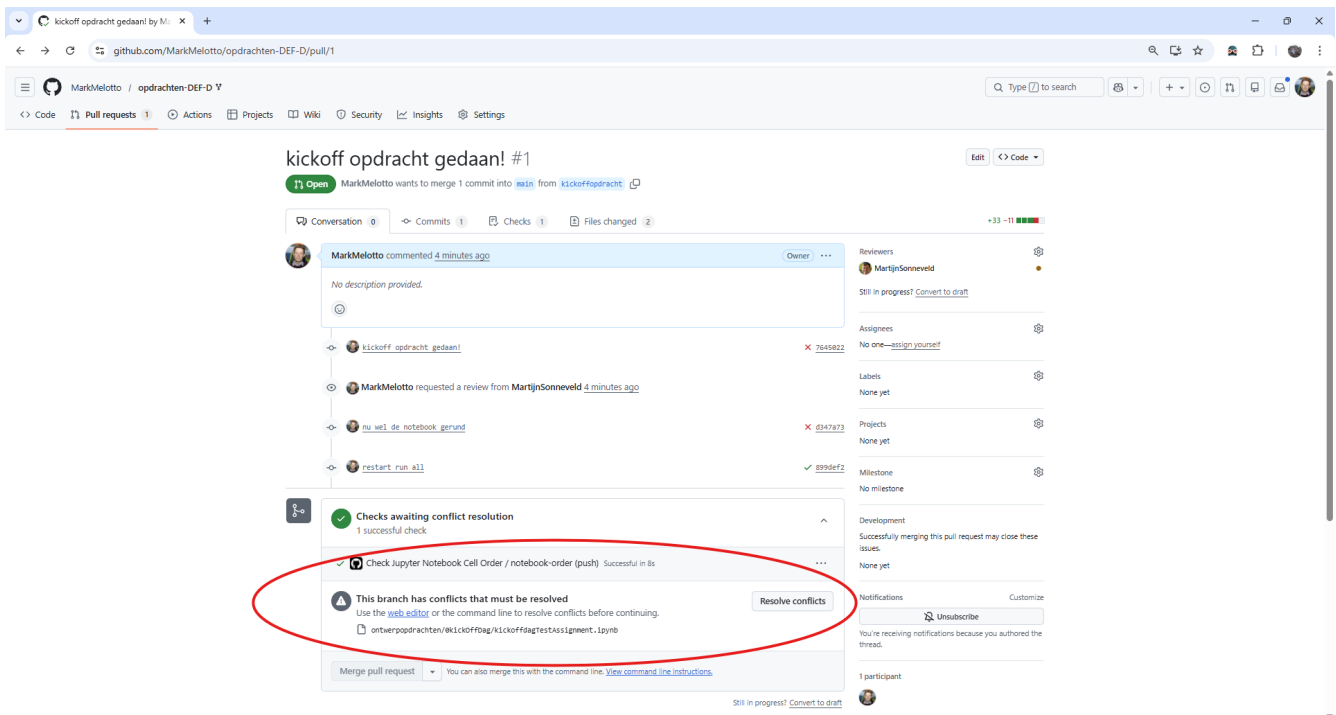 kickoff opdracht gedaan! by Ma
github.com/MarkMelotto/opdrachten-DEF-D/pull/1
MarkMelotto / opdrachten-DEF-D
Type / to search
Code
Pull requests 1
Actions
Projects
Wiki
Security
Insights
Settings
kickoff opdracht gedaan! #1
Edit
Code
Open
MarkMelotto wants to merge 1 commit into main from kickoffopdracht
Conversation 0
Commits 1
Checks 1
Files changed 2
+33 −11
MarkMelotto commented 4 minutes ago
Owner
No description provided.
kickoff opdracht gedaan!
7645022
MarkMelotto requested a review from MartijnSonneveld 4 minutes ago
nu wel de notebook gerund
d347a73
restart run all
899def2
Checks awaiting conflict resolution
1 successful check
Check Jupyter Notebook Cell Order / notebook-order (push) Successful in 8s
This branch has conflicts that must be resolved
Use the web editor or the command line to resolve conflicts before continuing.
Resolve conflicts
ontwerpopdrachten/0kickOffDag/kickoffdagTestAssignment.ipynb
Merge pull request
You can also merge this with the command line. View command line instructions.
Still in progress? Convert to draft
Reviewers
MartijnSonneveld
Still in progress? Convert to draft
Assignees
No one—assign yourself
Labels
None yet
Projects
None yet
Milestone
No milestone
Development
Successfully merging this pull request may close these
issues.
None yet
Notifications
Customize
Unsubscribe
You're receiving notifications because you authored the
thread.
1 participant